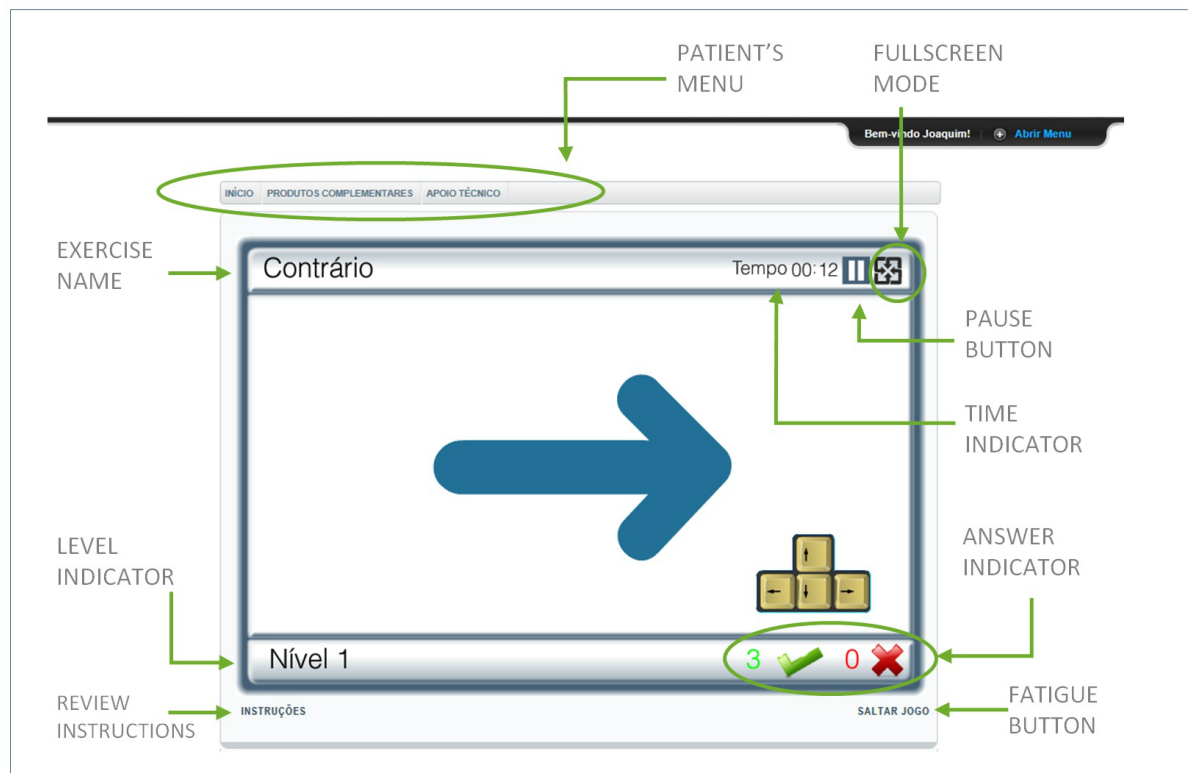 PATIENT'S
MENU
FULLSCREEN
MODE
Bem-vindo Joaquim!
Abrir Menu
INÍCIO PRODUTOS COMPLEMENTARES APOIO TÉCNICO
EXERCISE
NAME
Contrário
Tempo 00:12
PAUSE
BUTTON
TIME
INDICATOR
LEVEL
INDICATOR
ANSWER
INDICATOR
Nível 1
3
0
REVIEW
INSTRUCTIONS
INSTRUÇÕES
SALTAR JOGO
FATIGUE
BUTTON